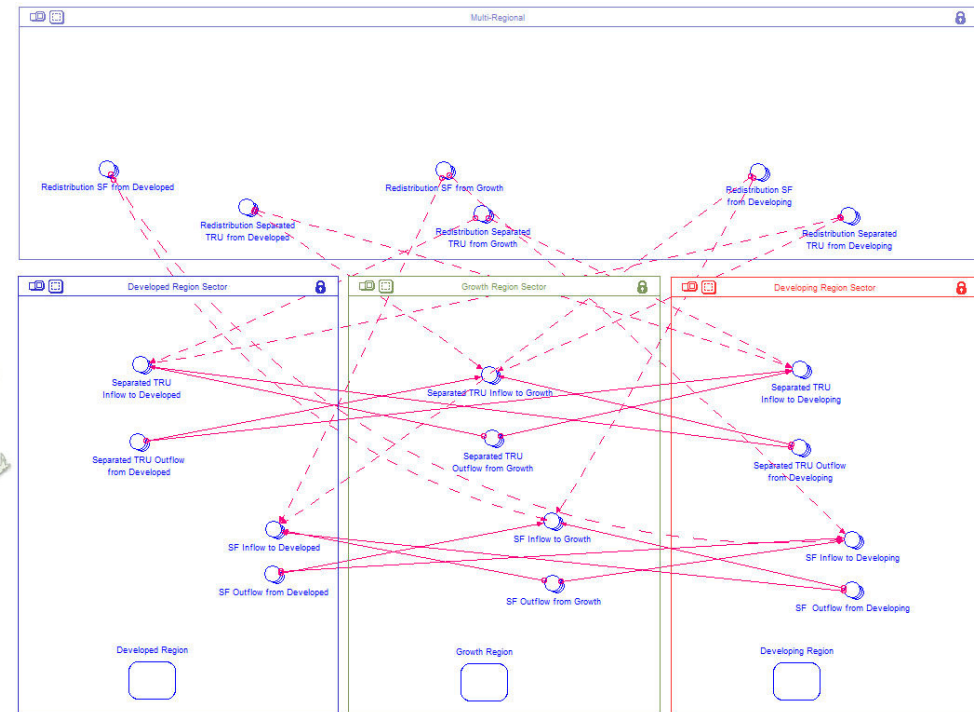 Multi-Regional
Redistribution SF from Developed
Redistribution SF from Growth
Redistribution SF
from Developing
Redistribution Separated
TRU from Developed
Redistribution Separated
TRU from Growth
Redistribution Separated
TRU from Developing
Developed Region Sector
Growth Region Sector
Developing Region Sector
Separated TRU
Inflow to Developed
Separated TRU Inflow to Growth
Separated TRU
Inflow to Developing
Separated TRU Outflow
from Developed
Separated TRU
Outflow from Growth
Separated TRU Outflow
from Developing
SF Inflow to Developed
SF Inflow to Growth
SF Inflow to Developing
SF Outflow from Developed
SF Outflow from Growth
SF Outflow from Developing
Developed Region
Growth Region
Developing Region